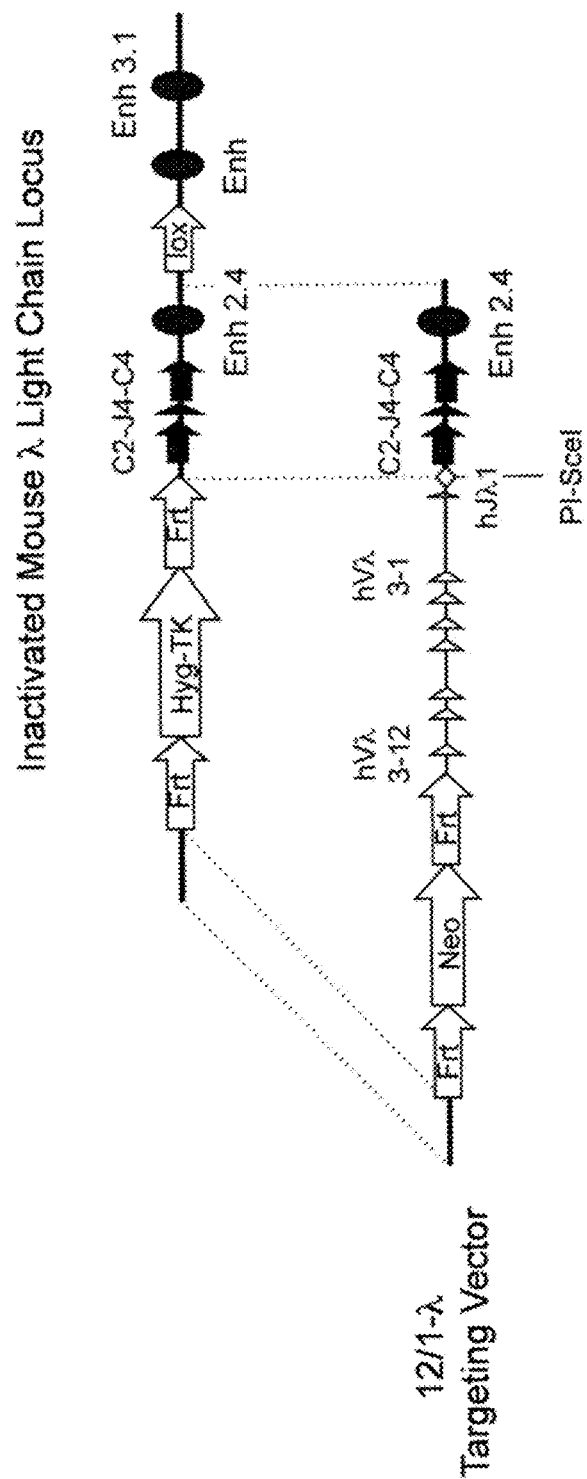 Inactivated Mouse λ Light Chain Locus
Frt
Hyg-TK
Frt
C2-J4-C4
Enh 2.4
lox
Enh
Enh 3.1
12/1-λ
Targeting Vector
Frt
Neo
Frt
hVλ
3-12
hVλ
3-1
hJλ1
PI-SceI
C2-J4-C4
Enh 2.4